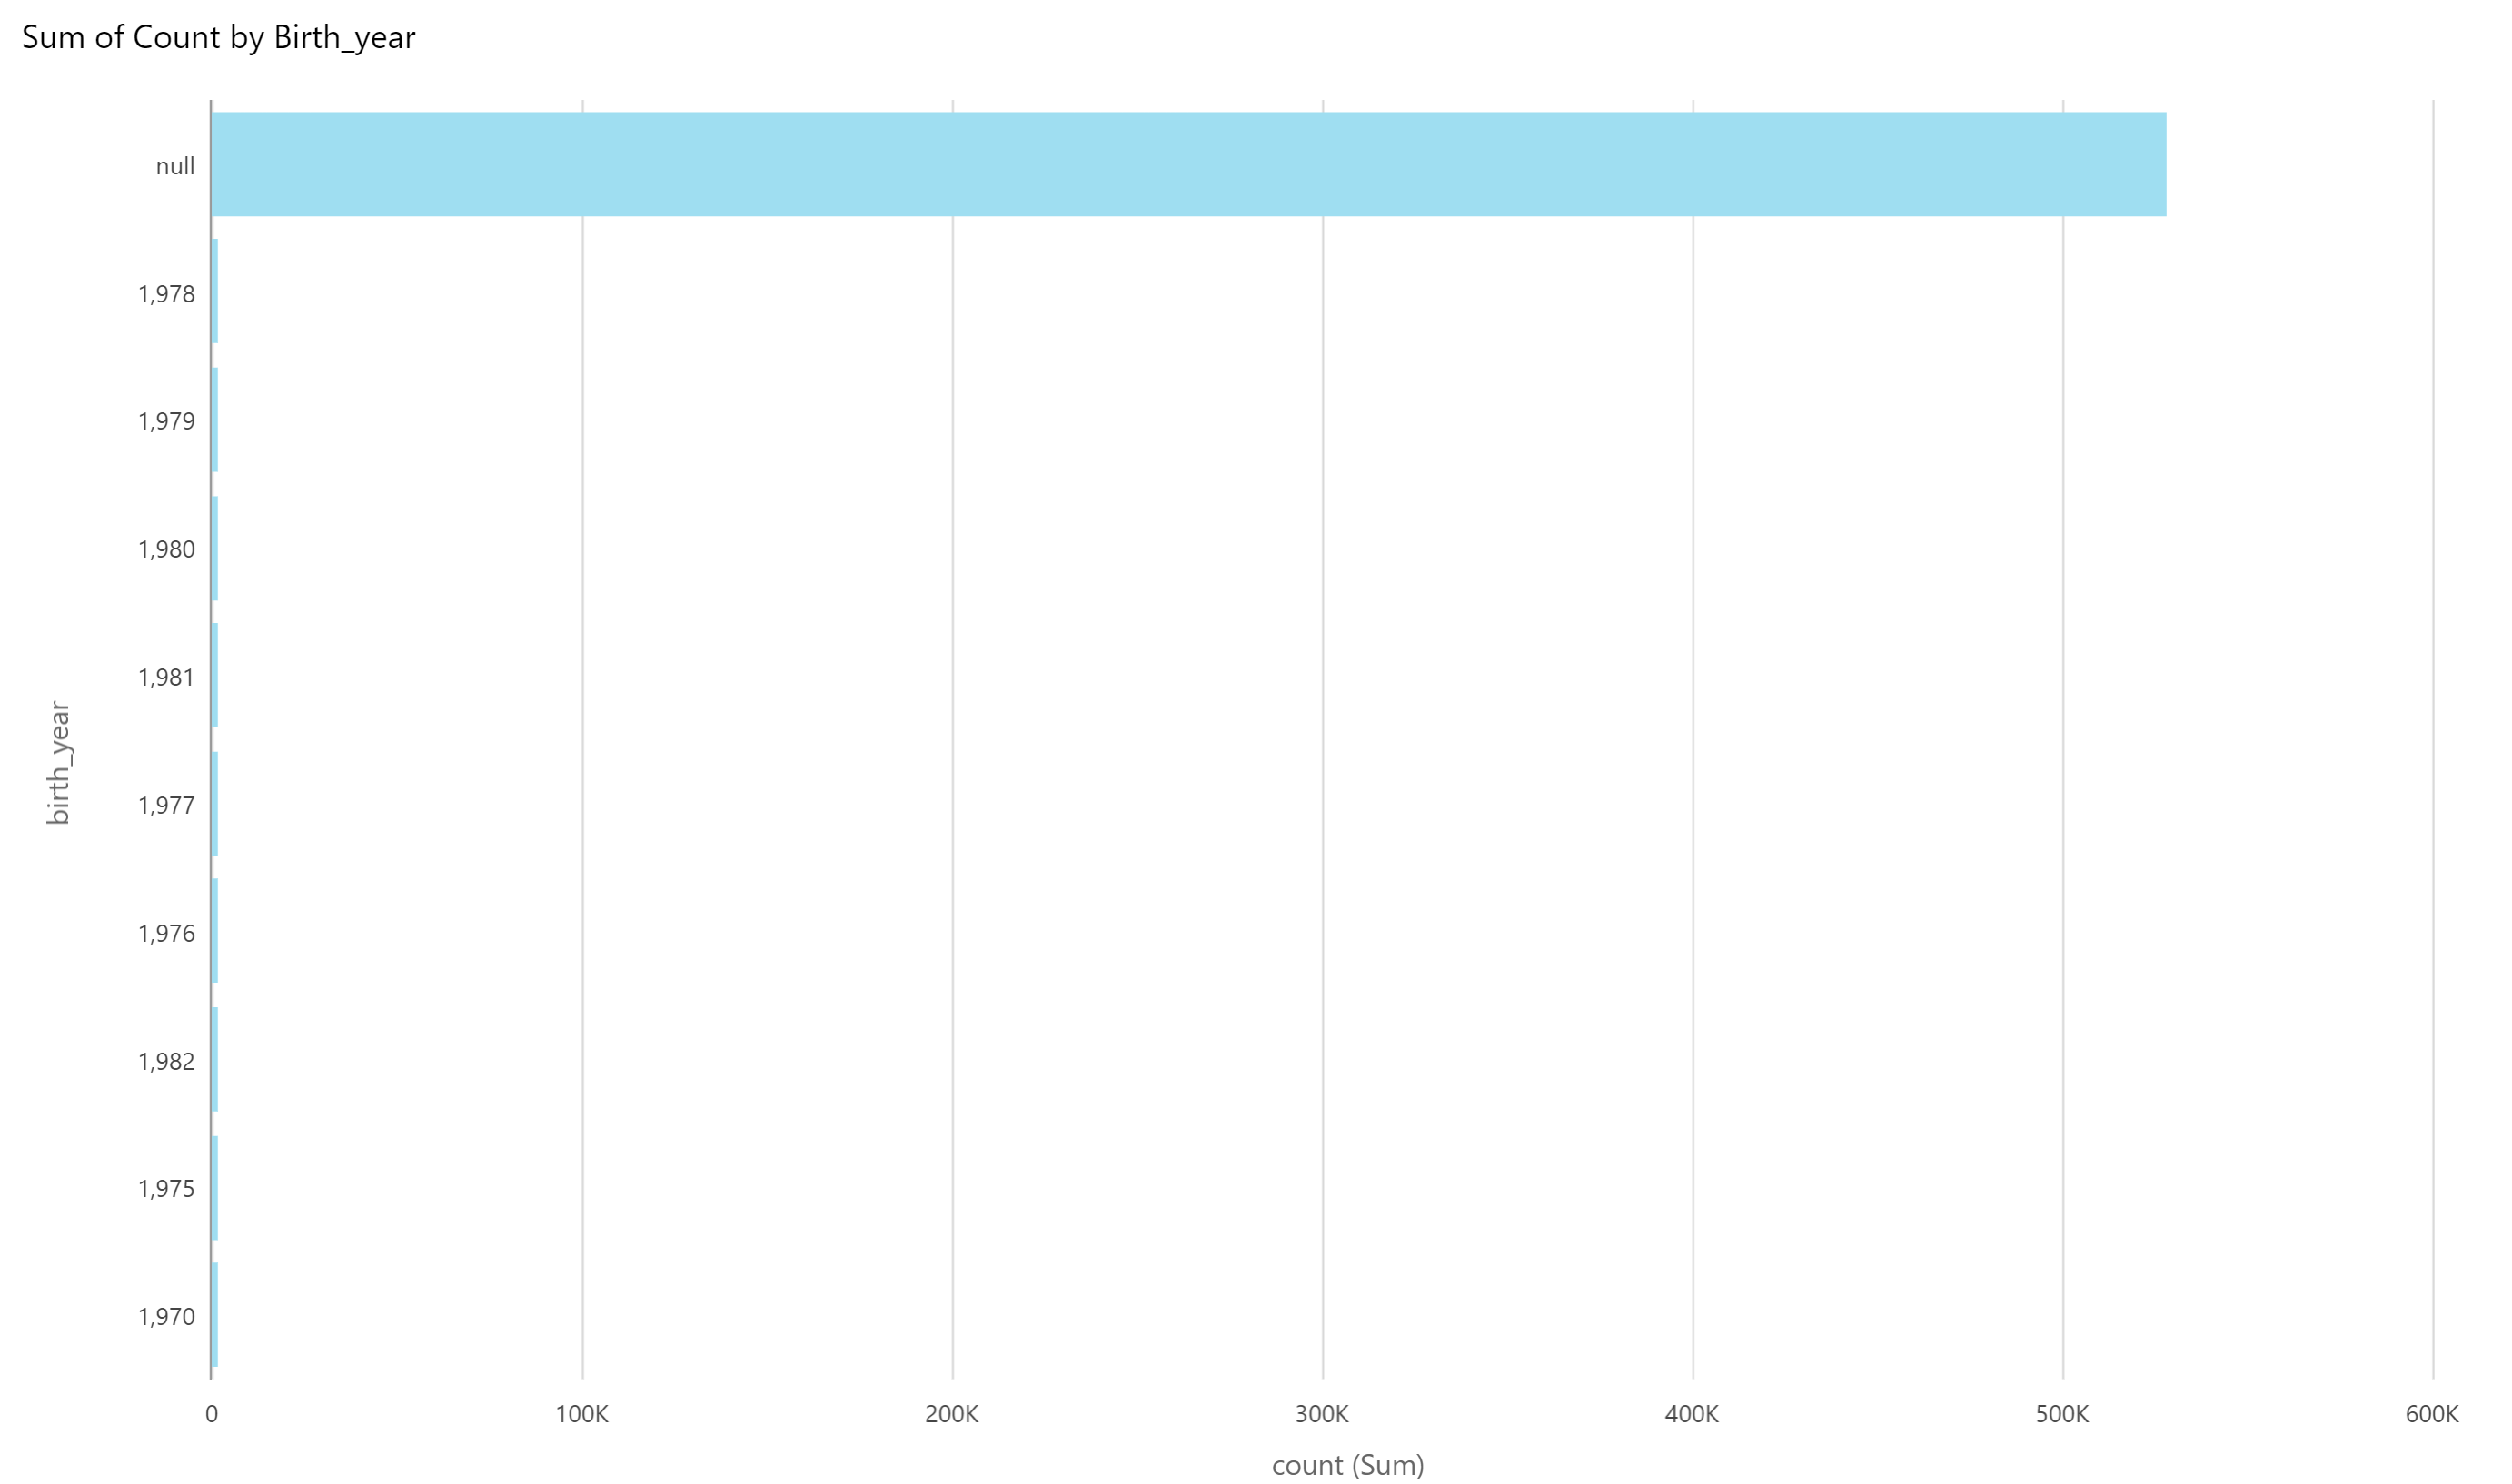 Sum of Count by Birth_year
null
1,978
1,979
1,980
1,981
1,977
1,976
1,982
1,975
1,970
birth_year
0 100K 200K 300K 400K 500K 600K
count (Sum)